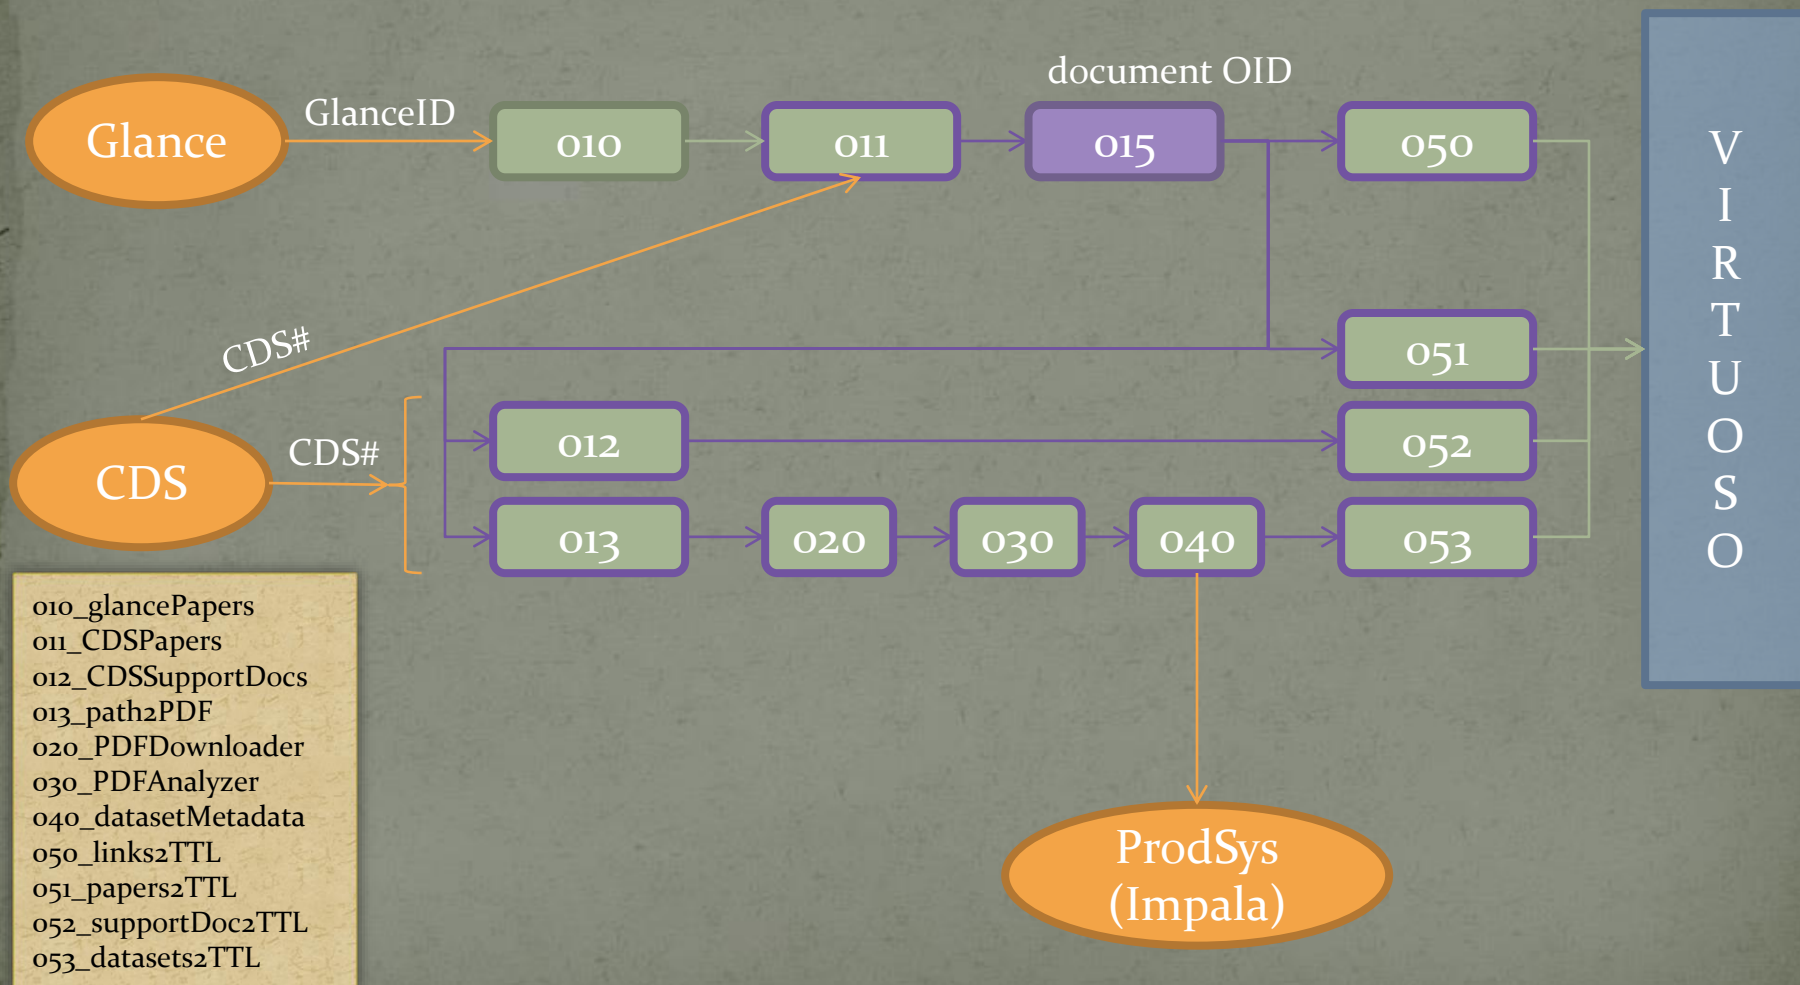 document OID
Glance
GlanceID
010
011
015
050
CDS#
051
CDS
CDS#
012
052
013
020
030
040
053
V
I
R
T
U
O
S
O
010_glancePapers
011_CDSPapers
012_CDSSupportDocs
013_path2PDF
020_PDFDownloader
030_PDFAnalyzer
040_datasetMetadata
050_links2TTL
051_papers2TTL
052_supportDoc2TTL
053_datasets2TTL
ProdSys
(Impala)